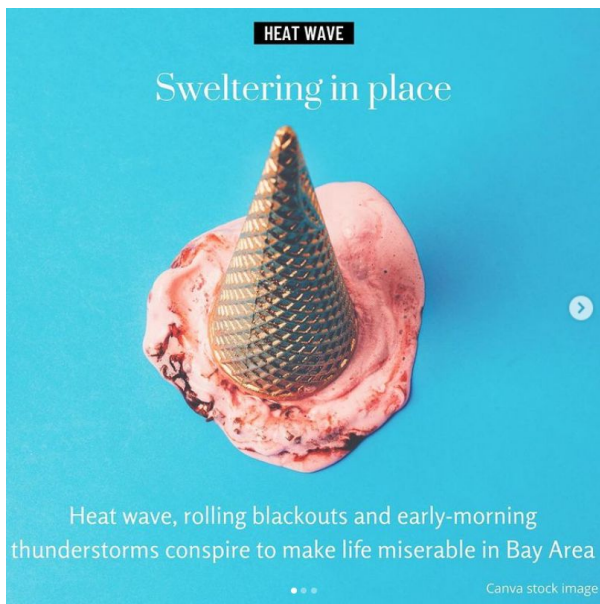 HEAT WAVE
Sweltering in place
Heat wave, rolling blackouts and early-morning
thunderstorms conspire to make life miserable in Bay Area
Canva stock image